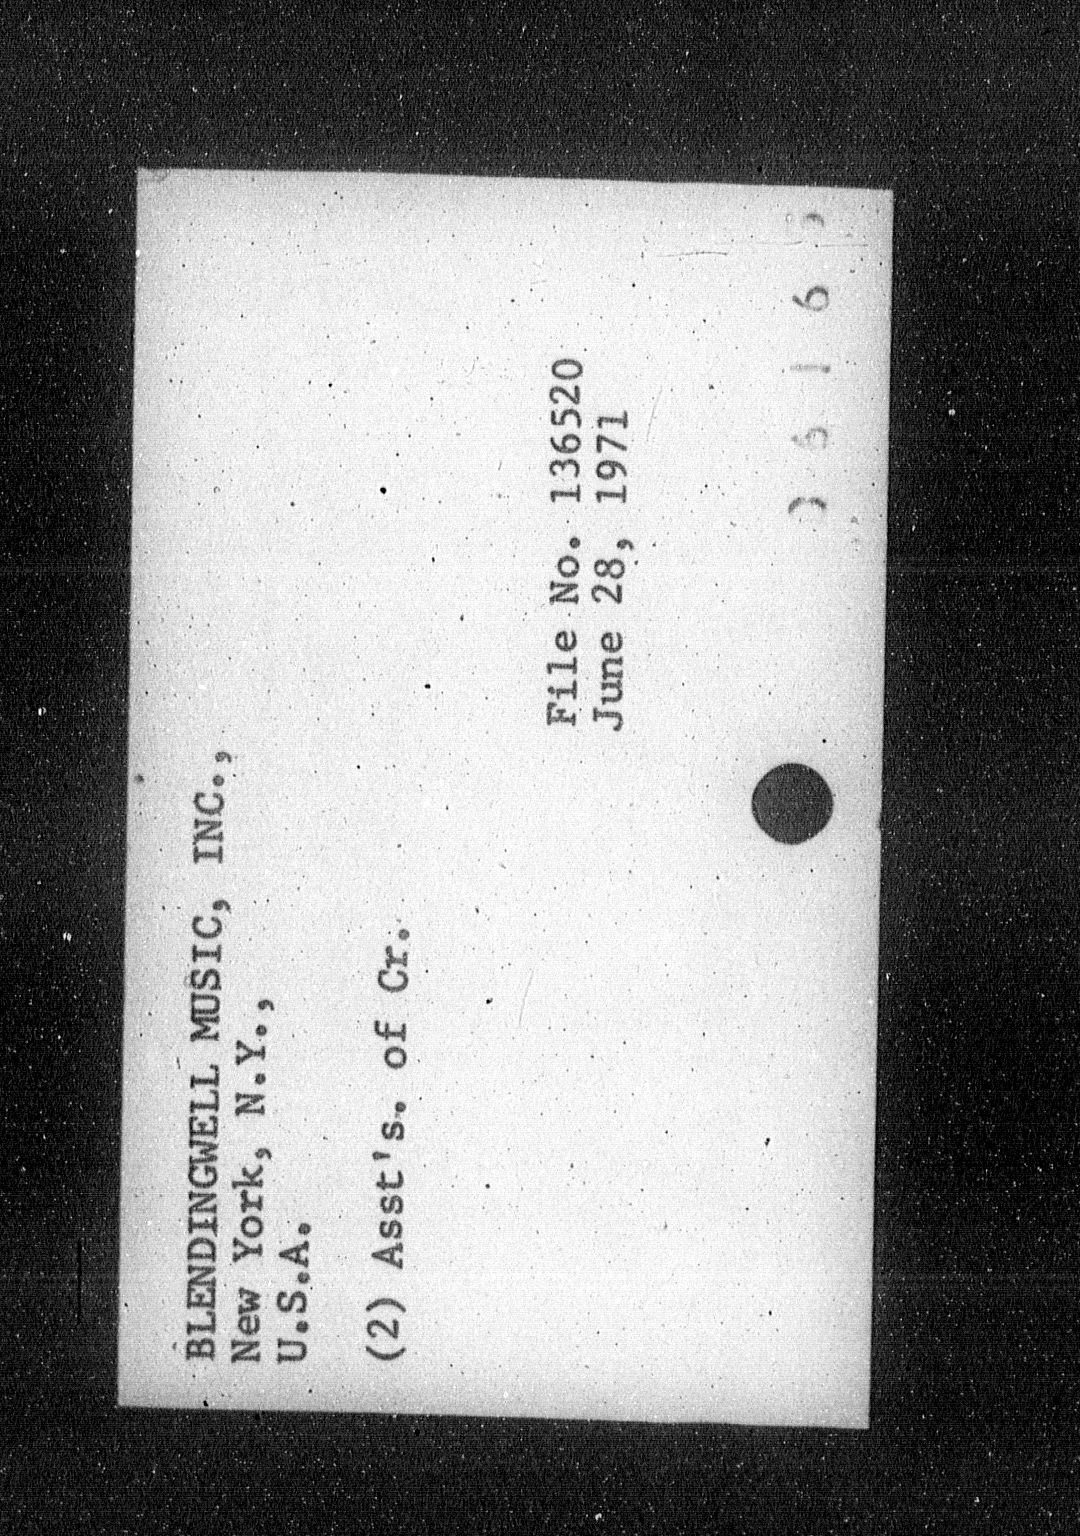 BLENDINGWELL MUSIC, INC.,
New York, N.Y.,
U.S.A.
(2) Asst's. of Cr.
File No. 136520
June 28, 1971